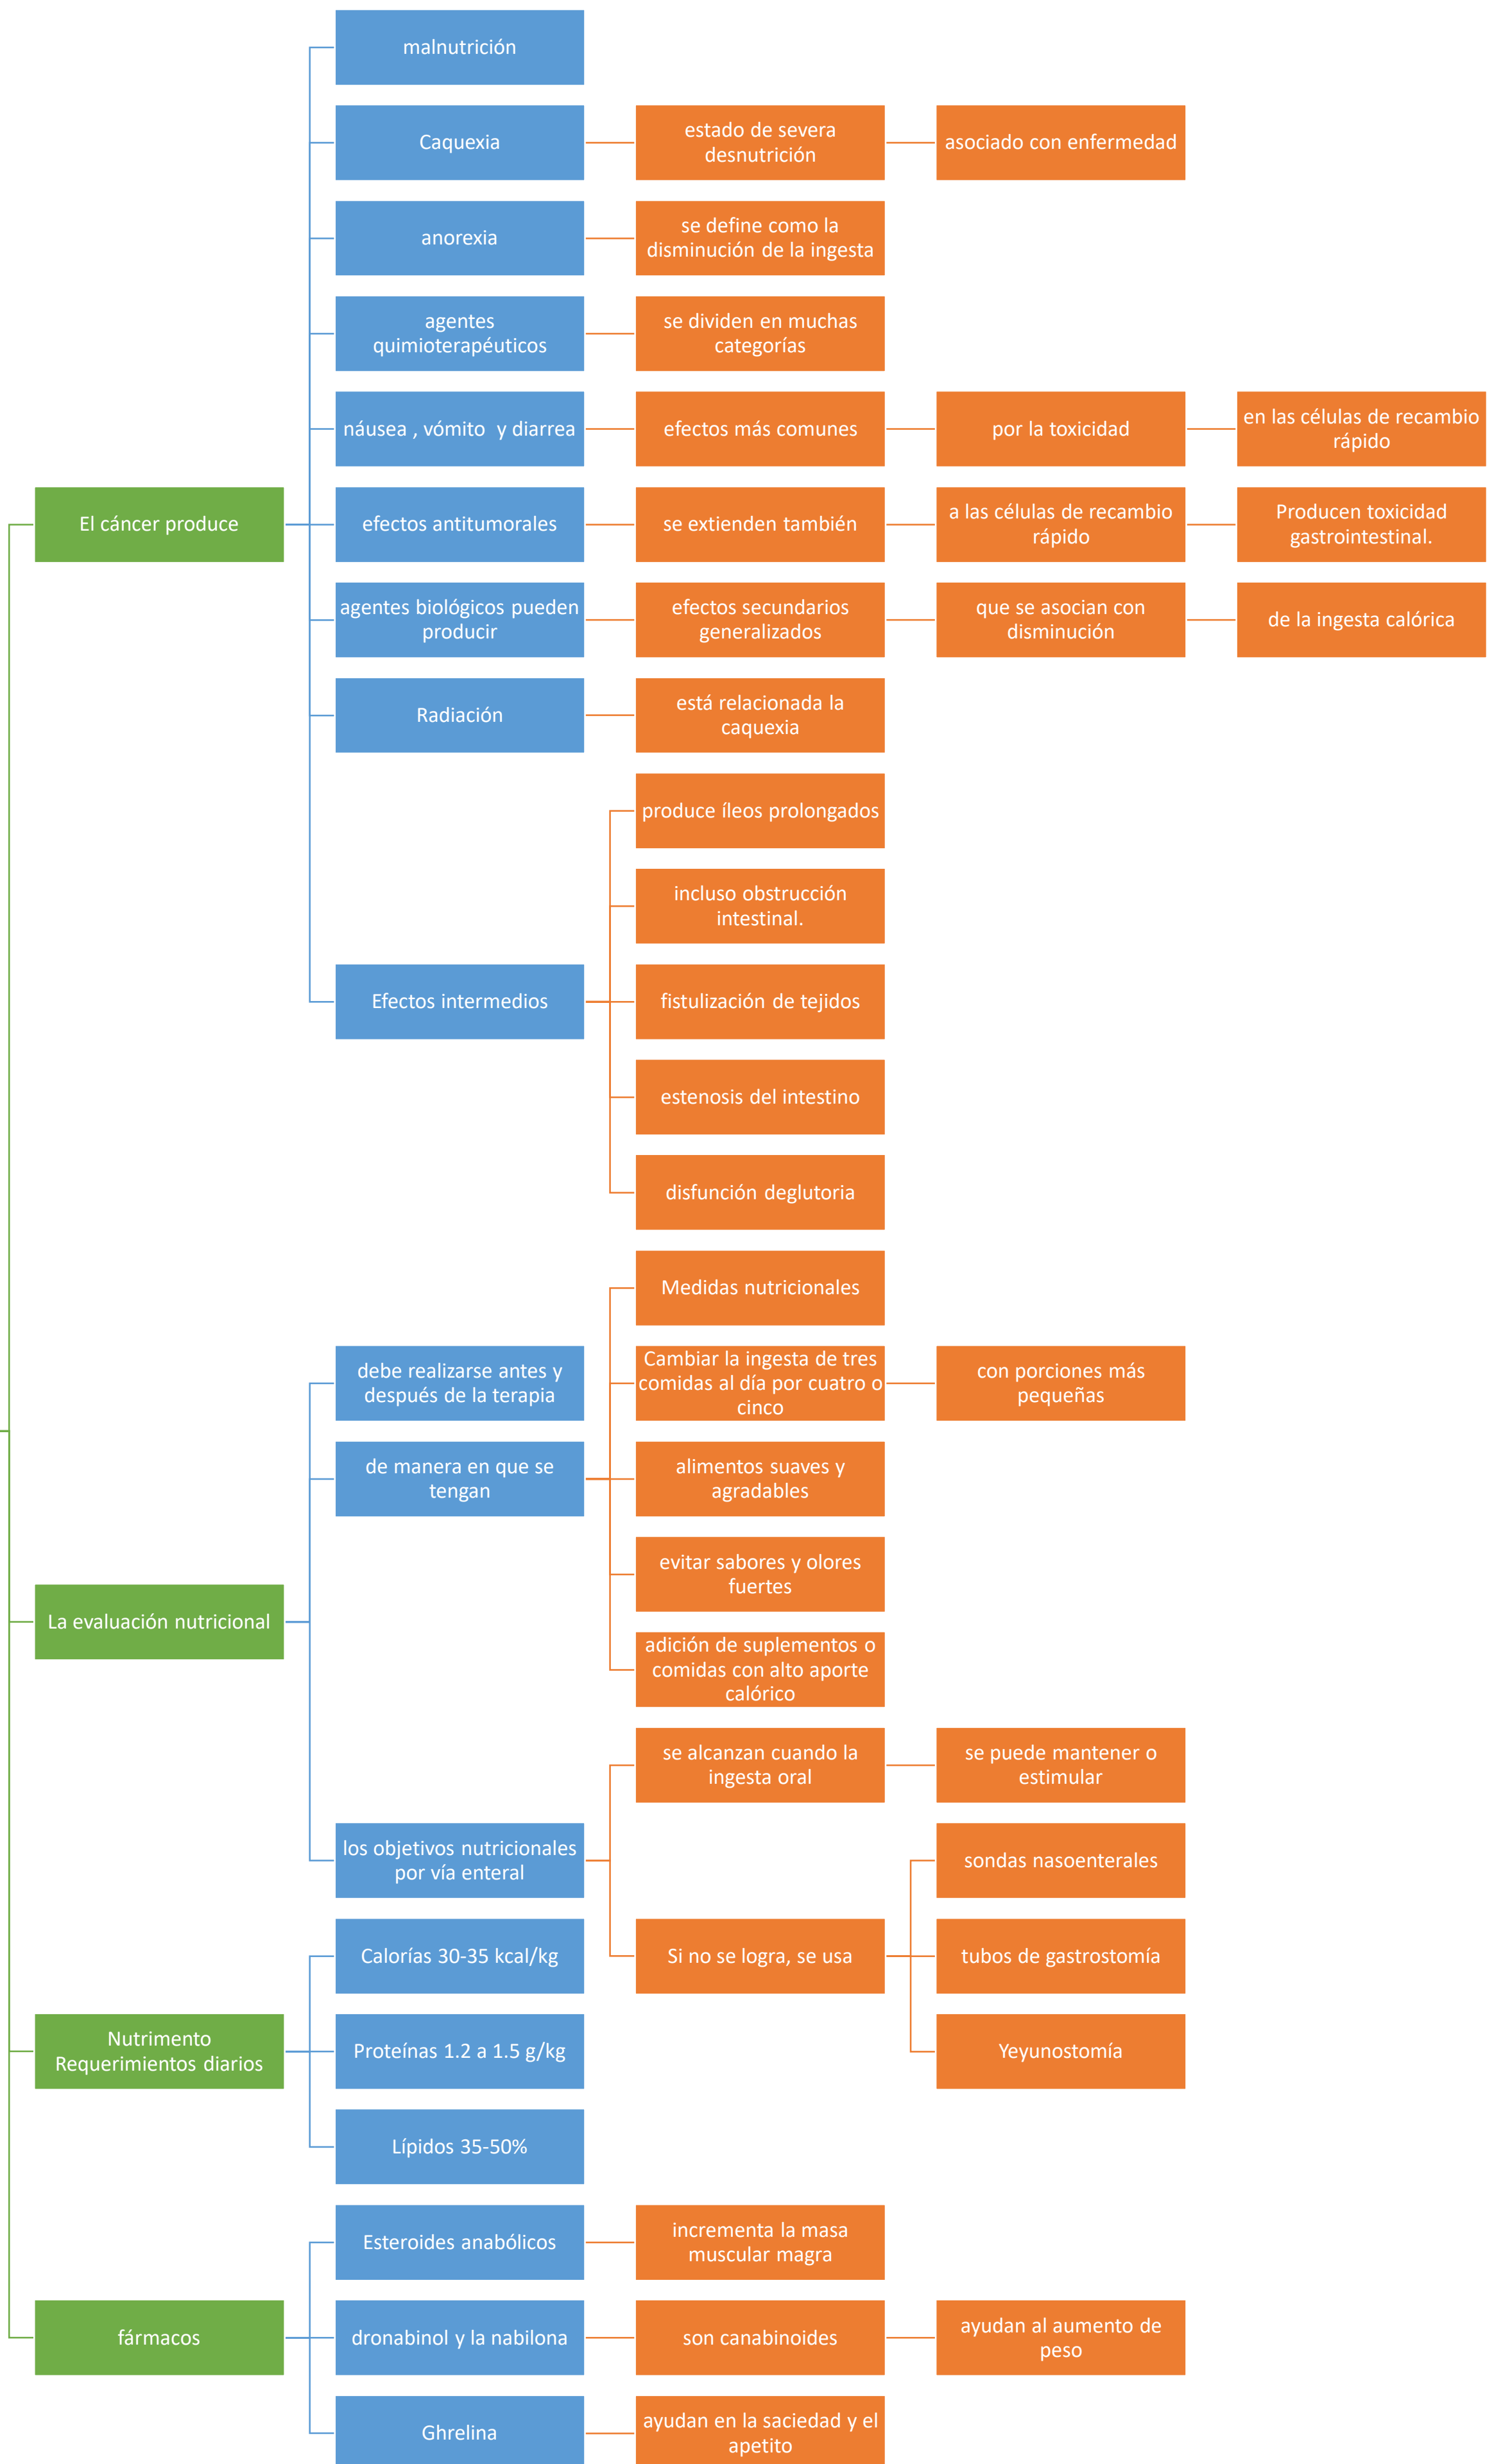 malnutrición
Caquexia
estado de severa
desnutrición
asociado con enfermedad
anorexia
se define como la
disminución de la ingesta
agentes
quimioterapéuticos
se dividen en muchas
categorías
náusea , vómito  y diarrea
efectos más comunes
por la toxicidad
en las células de recambio
rápido
El cáncer produce
efectos antitumorales
se extienden también
a las células de recambio
rápido
Producen toxicidad
gastrointestinal.
agentes biológicos pueden
producir
efectos secundarios
generalizados
que se asocian con
disminución
de la ingesta calórica
Radiación
está relacionada la
caquexia
produce íleos prolongados
incluso obstrucción
intestinal.
Efectos intermedios
fistulización de tejidos
estenosis del intestino
disfunción deglutoria
Medidas nutricionales
debe realizarse antes y
después de la terapia
Cambiar la ingesta de tres
comidas al día por cuatro o
cinco
con porciones más
pequeñas
de manera en que se
tengan
alimentos suaves y
agradables
evitar sabores y olores
fuertes
La evaluación nutricional
adición de suplementos o
comidas con alto aporte
calórico
se alcanzan cuando la
ingesta oral
se puede mantener o
estimular
los objetivos nutricionales
por vía enteral
sondas nasoenterales
Calorías 30-35 kcal/kg
Si no se logra, se usa
tubos de gastrostomía
Nutrimento
Requerimientos diarios
Proteínas 1.2 a 1.5 g/kg
Yeyunostomía
Lípidos 35-50%
Esteroides anabólicos
incrementa la masa
muscular magra
fármacos
dronabinol y la nabilona
son canabinoides
ayudan al aumento de
peso
Ghrelina
ayudan en la saciedad y el
apetito